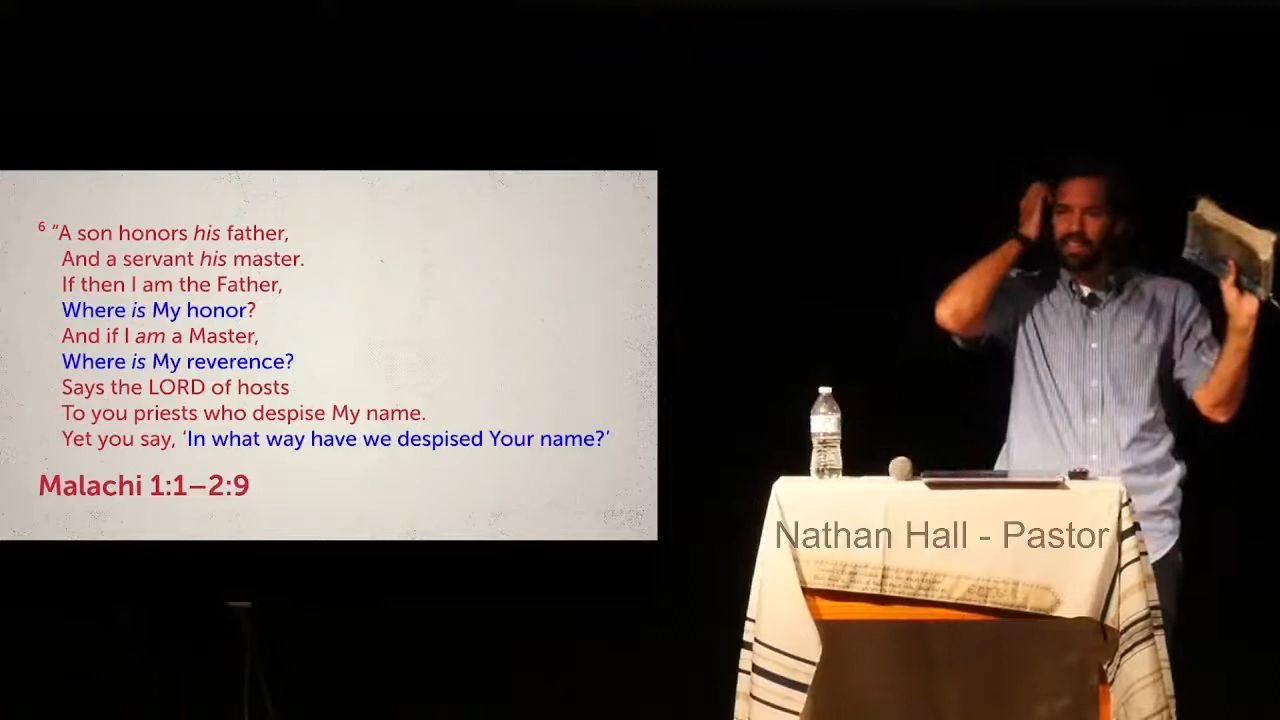 6 “A son honors his father,
And a servant his master.
If then I am the Father,
Where is My honor?
And if I am a Master,
Where is My reverence?
Says the LORD of hosts
To you priests who despise My name.
Yet you say, ‘In what way have we despised Your name?’
Malachi 1:1–2:9
Nathan Hall - Pastor